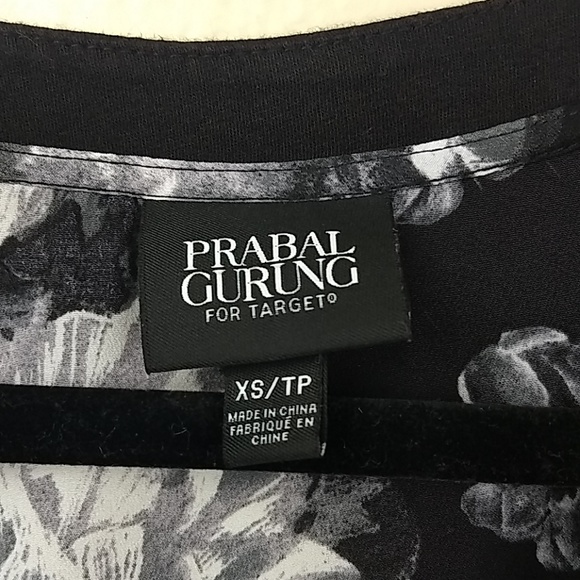 PRABAL
GURUNG
FOR TARGET®
XS/TP
MADE IN CHINA
FABRIQUÉ EN
CHINE